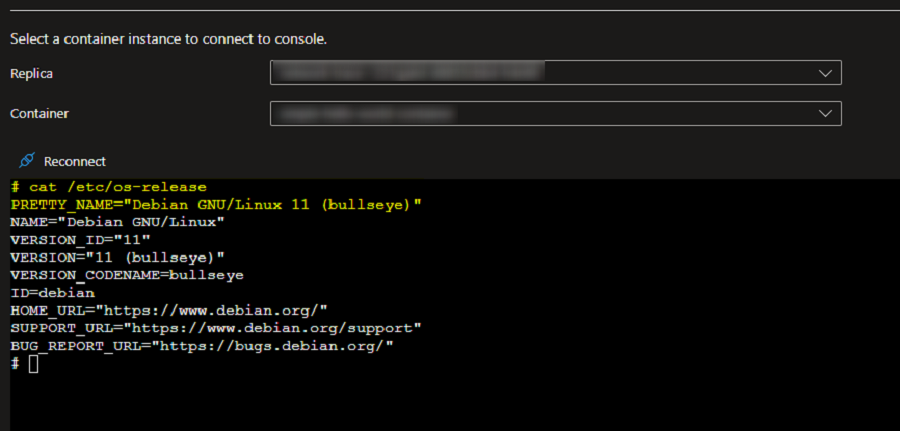 Select a container instance to connect to console.
Replica
Container
Reconnect
# cat /etc/os-release
PRETTY_NAME="Debian GNU/Linux 11 (bullseye)"
NAME="Debian GNU/Linux"
VERSION_ID="11"
VERSION="11 (bullseye)"
VERSION_CODENAME=bullseye
ID=debian
HOME_URL="https://www.debian.org/"
SUPPORT_URL="https://www.debian.org/support"
BUG_REPORT_URL="https://bugs.debian.org/"
#